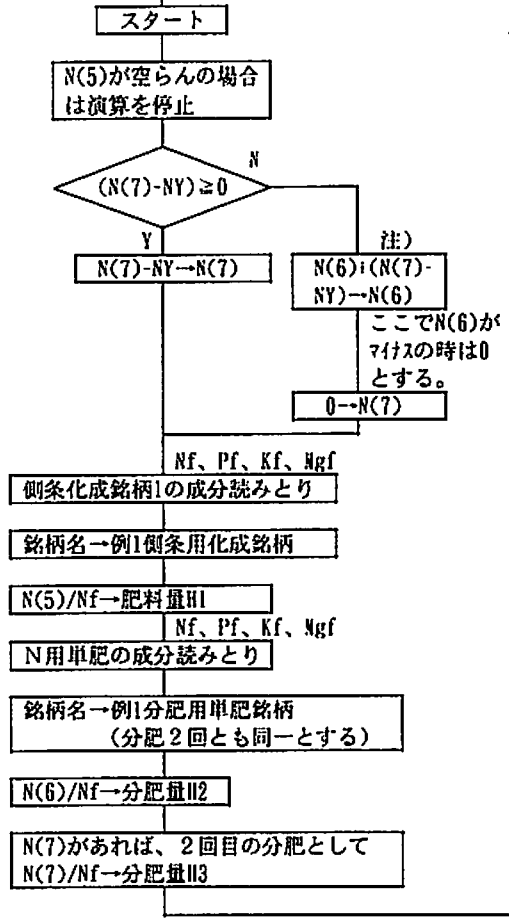 スタート
N(5)が空らんの場合
は演算を停止
N
(N(7)-NY)≧0
Y
注)
N(7)-NY→N(7)
N(6)+(N(7)-
NY)→N(6)
ここでN(6)が
マイナスの時は0
とする。
0→N(7)
Nf、Pf、Kf、Mgf
側条化成銘柄1の成分読みとり
銘柄名→例1側条用化成銘柄
N(5)/Nf→肥料量H1
Nf、Pf、Kf、Mgf
N用単肥の成分読みとり
銘柄名→例1分肥用単肥銘柄
(分肥2回とも同一とする)
N(6)/Nf→分肥量H2
N(7)があれば、2回目の分肥として
N(7)/Nf→分肥量H3